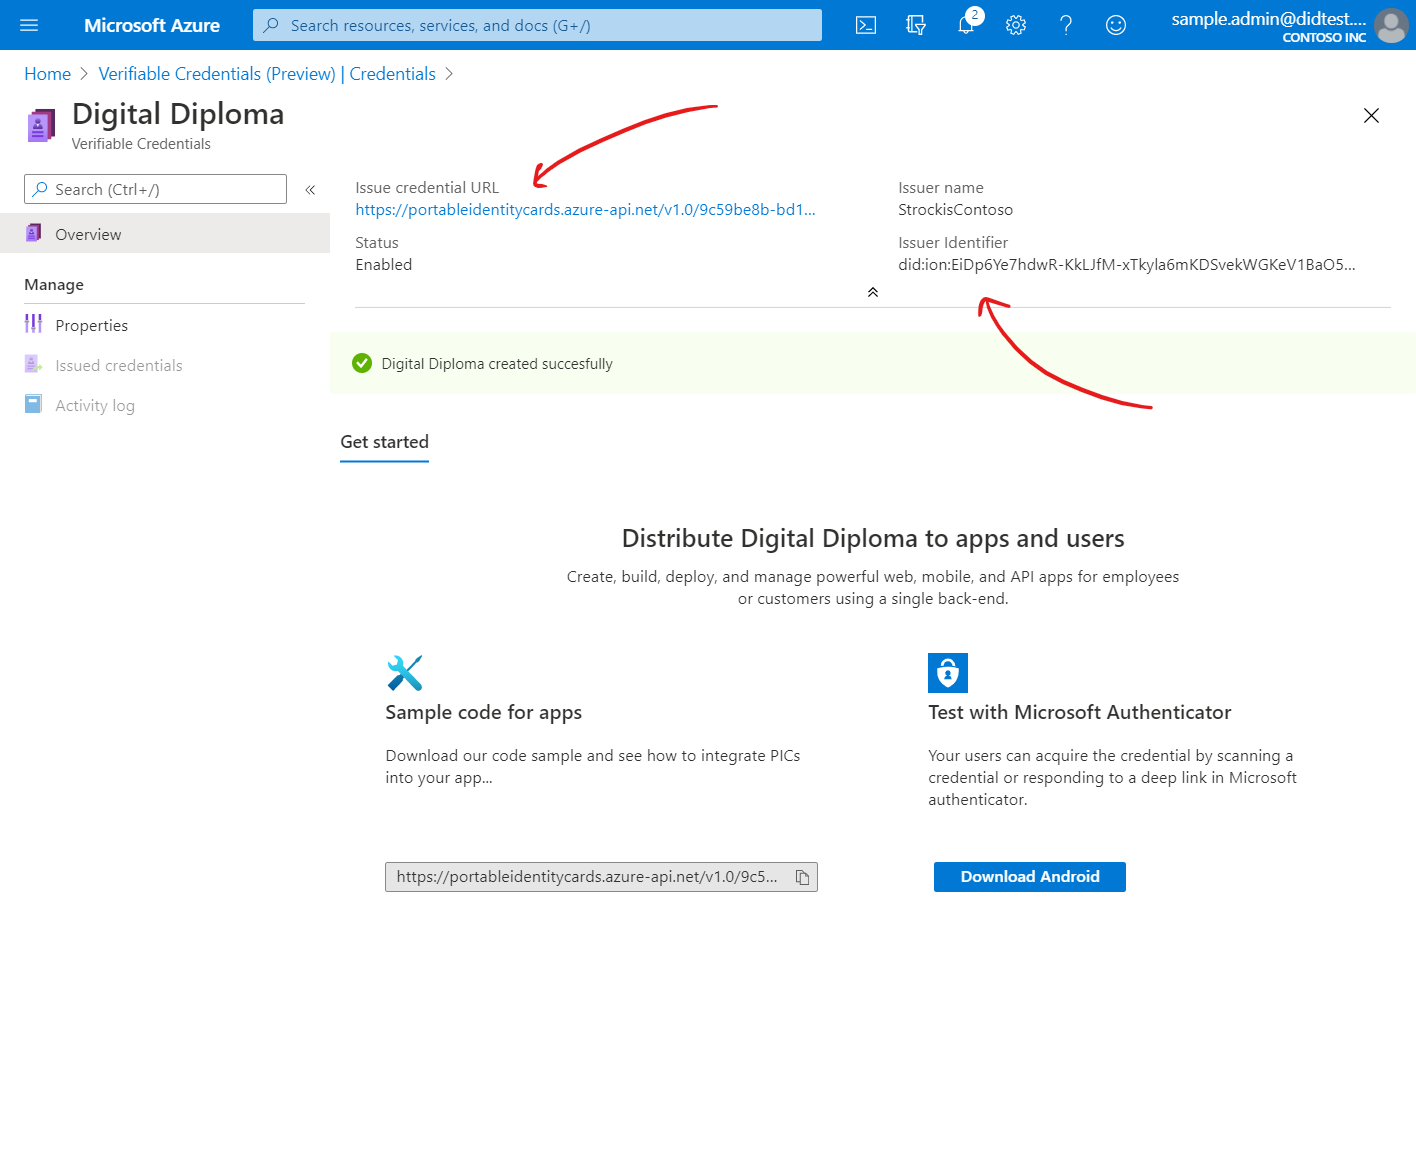 Microsoft Azure
Search resources, services, and docs (G+/)
2
sample.admin@didtest....
CONTOSO INC
Home > Verifiable Credentials (Preview) | Credentials >
Digital Diploma
Verifiable Credentials
Search (Ctrl+/)
«
Overview
Manage
Properties
Issued credentials
Activity log
Issue credential URL
https://portableidentitycards.azure-api.net/v1.0/9c59be8b-bd1...
Status
Enabled
Issuer name
StrockisContoso
Issuer Identifier
did:ion:EiDp6Ye7hdwR-KkLJfM-xTkyla6mKDSvekWGKeV1BaO5...
Digital Diploma created succesfully
Get started
Distribute Digital Diploma to apps and users
Create, build, deploy, and manage powerful web, mobile, and API apps for employees
or customers using a single back-end.
Sample code for apps
Download our code sample and see how to integrate PICs
into your app...
https://portableidentitycards.azure-api.net/v1.0/9c5...
Test with Microsoft Authenticator
Your users can acquire the credential by scanning a
credential or responding to a deep link in Microsoft
authenticator.
Download Android